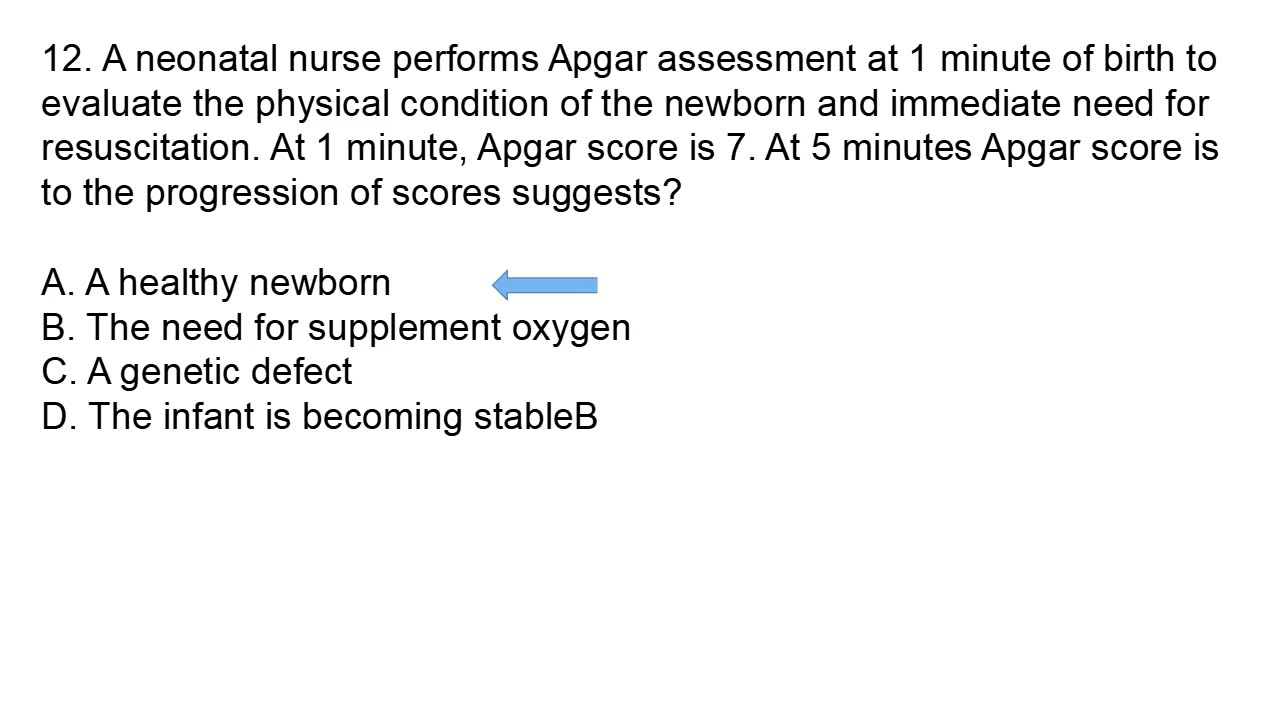 12. A neonatal nurse performs Apgar assessment at 1 minute of birth to
evaluate the physical condition of the newborn and immediate need for
resuscitation. At 1 minute, Apgar score is 7. At 5 minutes Apgar score is
to the progression of scores suggests?
A. A healthy newborn
B. The need for supplement oxygen
C. A genetic defect
D. The infant is becoming stableB